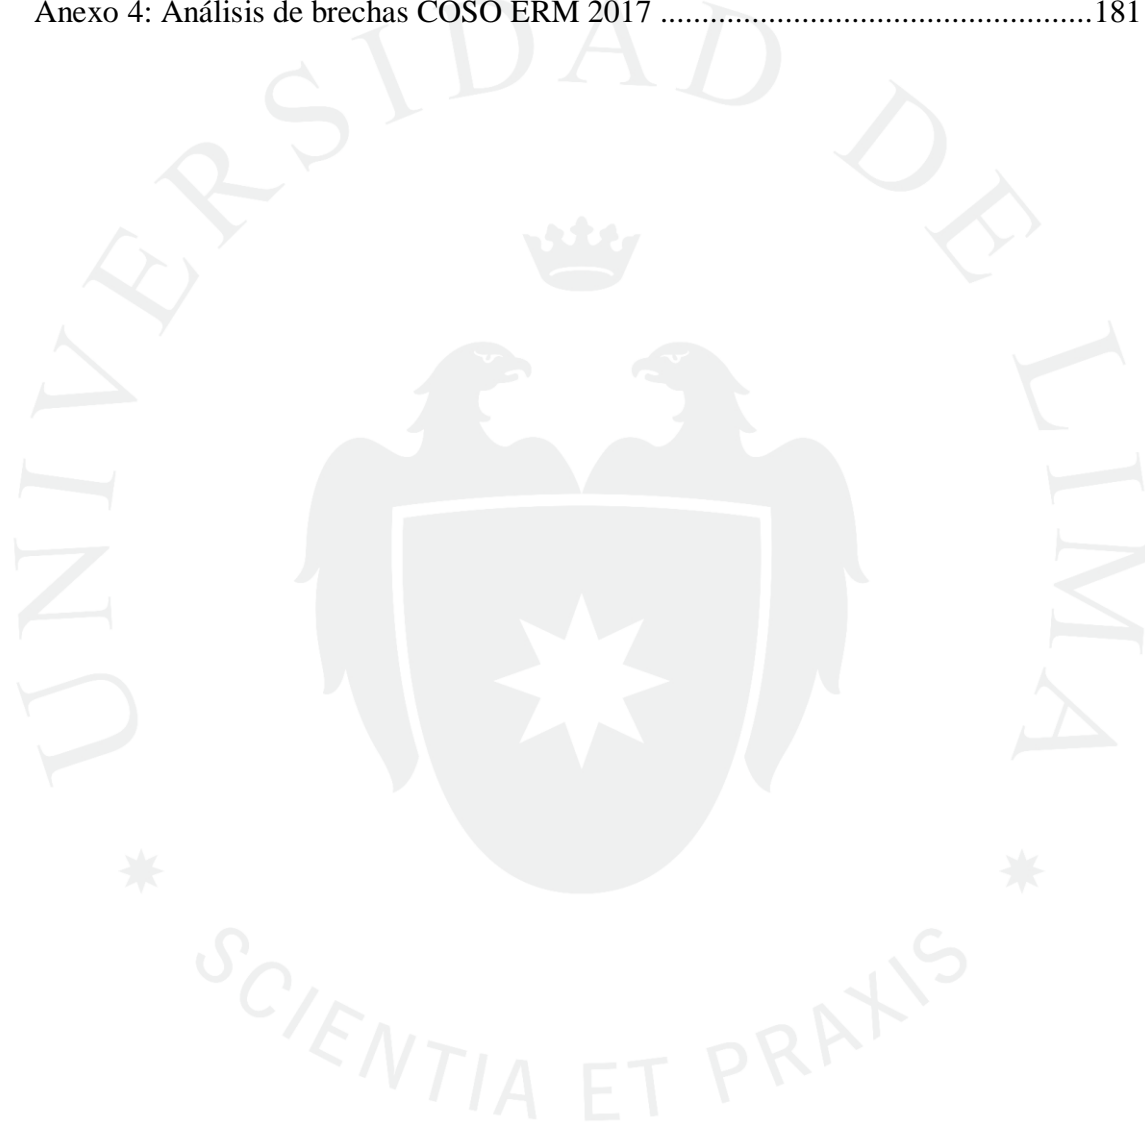 Anexo 4: Análisis de brechas COSO ERM 2017 .....................................................181
UNIVERSIDAD DE LIMA
SCIENTIA ET PRAXIS